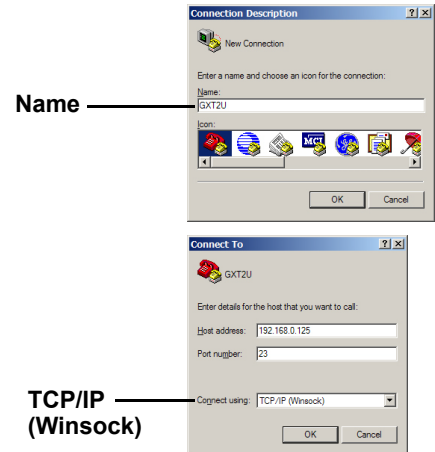 Connection Description
New Connection
Enter a name and choose an icon for the connection:
Name
Name:
GXT2U
Icon:
MCI
OK Cancel
Connect To
GXT2U
Enter details for the host that you want to call:
Host address: 192.168.0.125
Port number: 23
TCP/IP
(Winsock)
Connect using: TCP/IP (Winsock)
OK Cancel